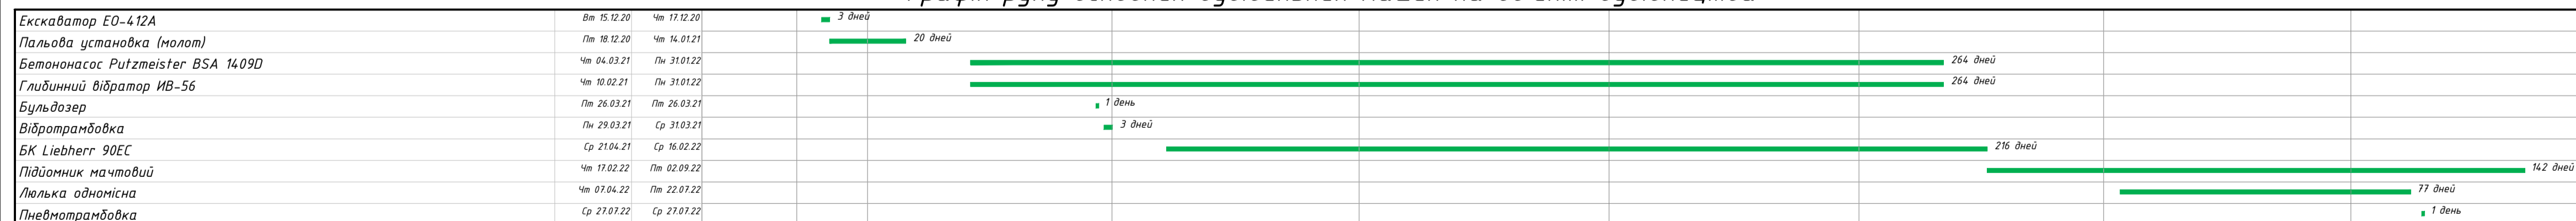 Екскаватор ЕО-412А Вт 15.12.20 Чт 17.12.20 3 дней
Пальова установка (молот) Пт 18.12.20 Чт 14.01.21 20 дней
Бетононасос Putzmeister BSA 1409D Чт 04.03.21 Пн 31.01.22 264 дней
Глибинний вібратор ИВ-56 Чт 10.02.21 Пн 31.01.22 264 дней
Бульдозер Пт 26.03.21 Пт 26.03.21 1 день
Вібротрамбовка Пн 29.03.21 Ср 31.03.21 3 дней
БК Liebherr 90EC Ср 21.04.21 Ср 16.02.22 216 дней
Підйомник мачтовий Чт 17.02.22 Пт 02.09.22 142 дней
Люлька одномісна Чт 07.04.22 Пт 22.07.22 77 дней
Пневмотрамбовка Ср 27.07.22 Ср 27.07.22 1 день